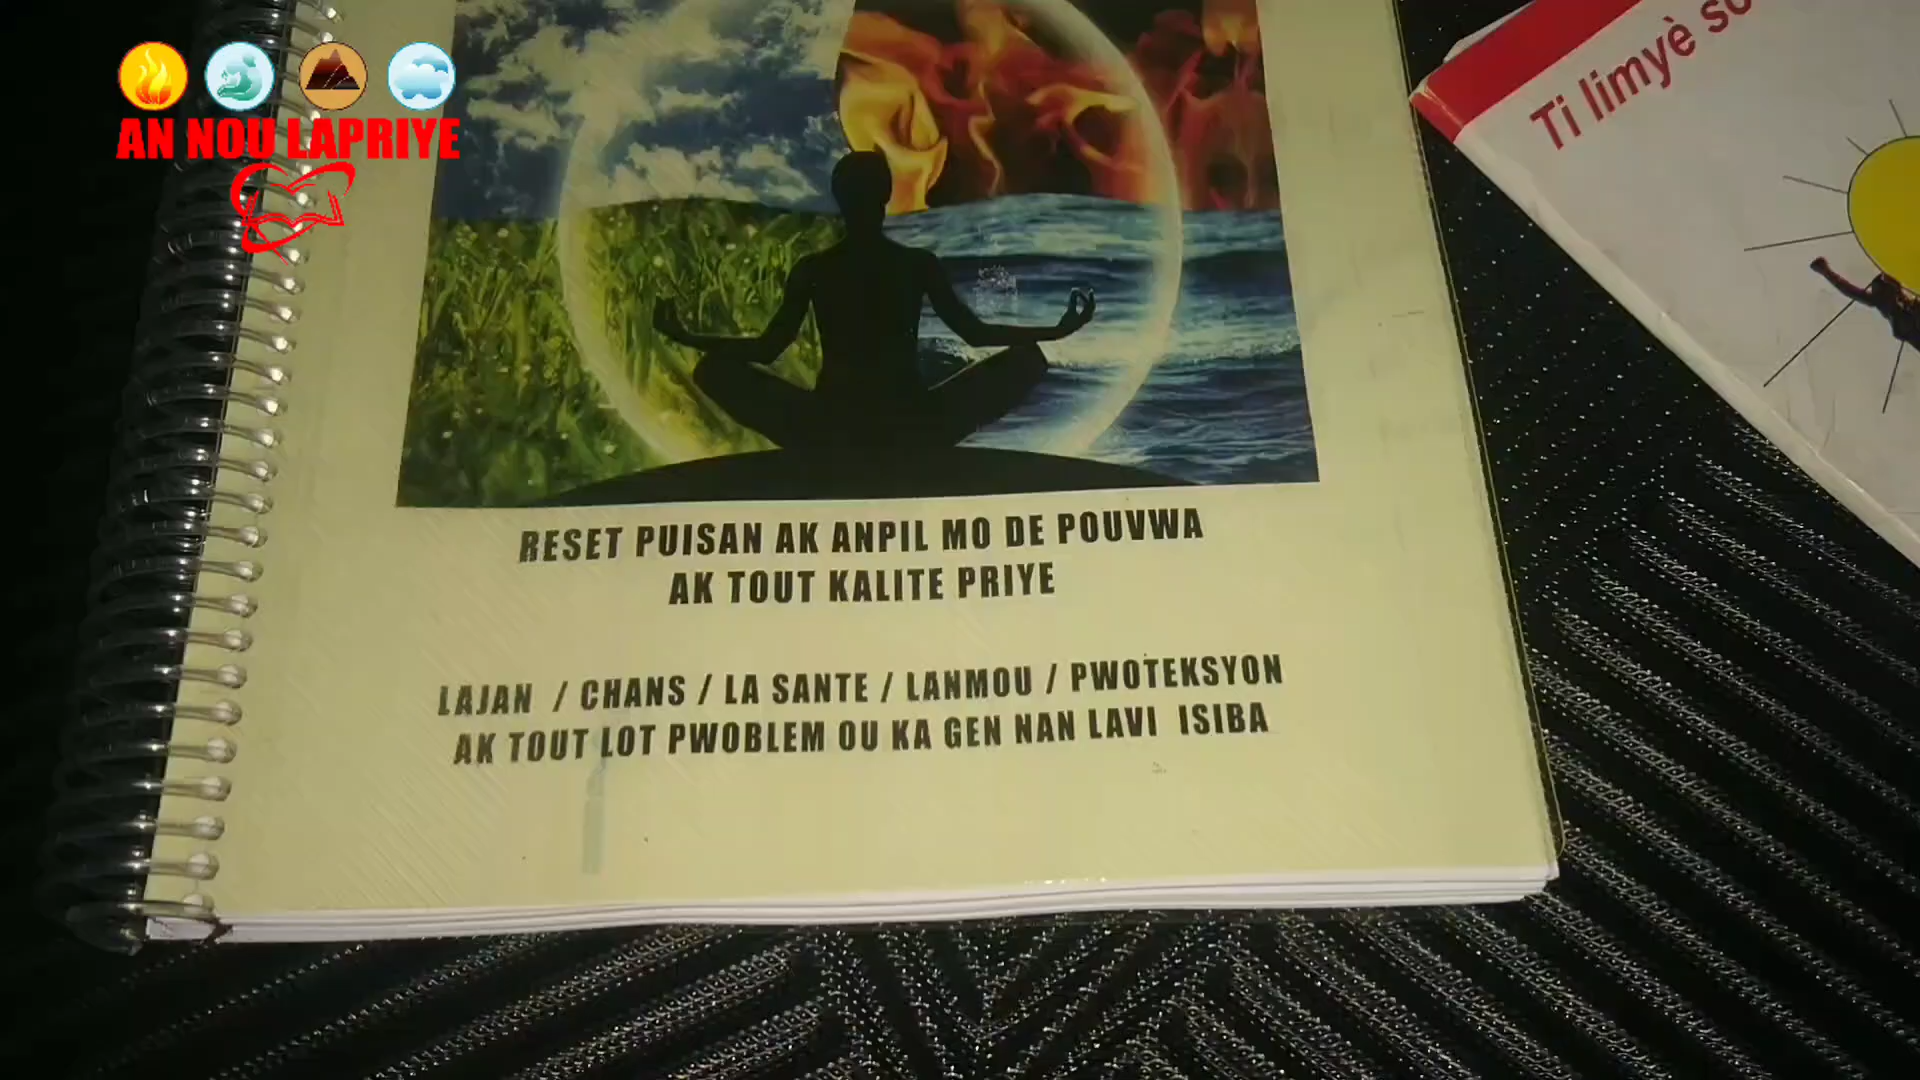 AN NOU LAPRIYE
Ti limyè
RESET PUISAN AK ANPIL MO DE POUVWA
AK TOUT KALITE PRIYE
LAJAN / CHANS / LA SANTE / LANMOU / PWOTEKSYON
AK TOUT LOT PWOBLEM OU KA GEN NAN LAVI ISIBA